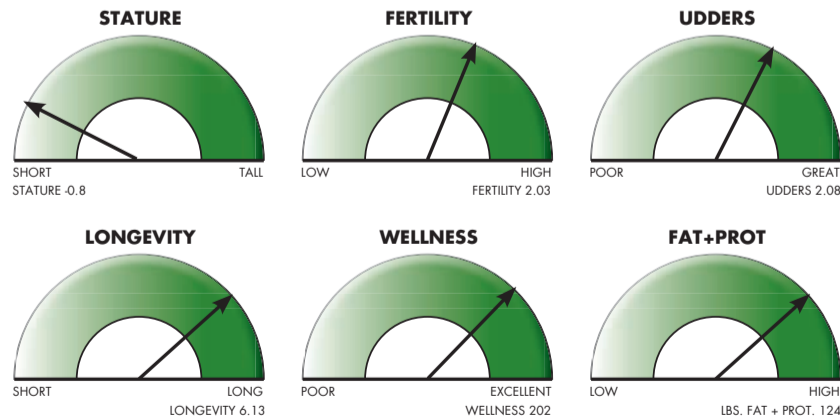 STATURE
SHORT TALL
STATURE -0.8
FERTILITY
LOW HIGH
FERTILITY 2.03
UDDERS
POOR GREAT
UDDERS 2.08
LONGEVITY
SHORT LONG
LONGEVITY 6.13
WELLNESS
POOR EXCELLENT
WELLNESS 202
FAT+PROT
LOW HIGH
LBS. FAT + PROT. 124